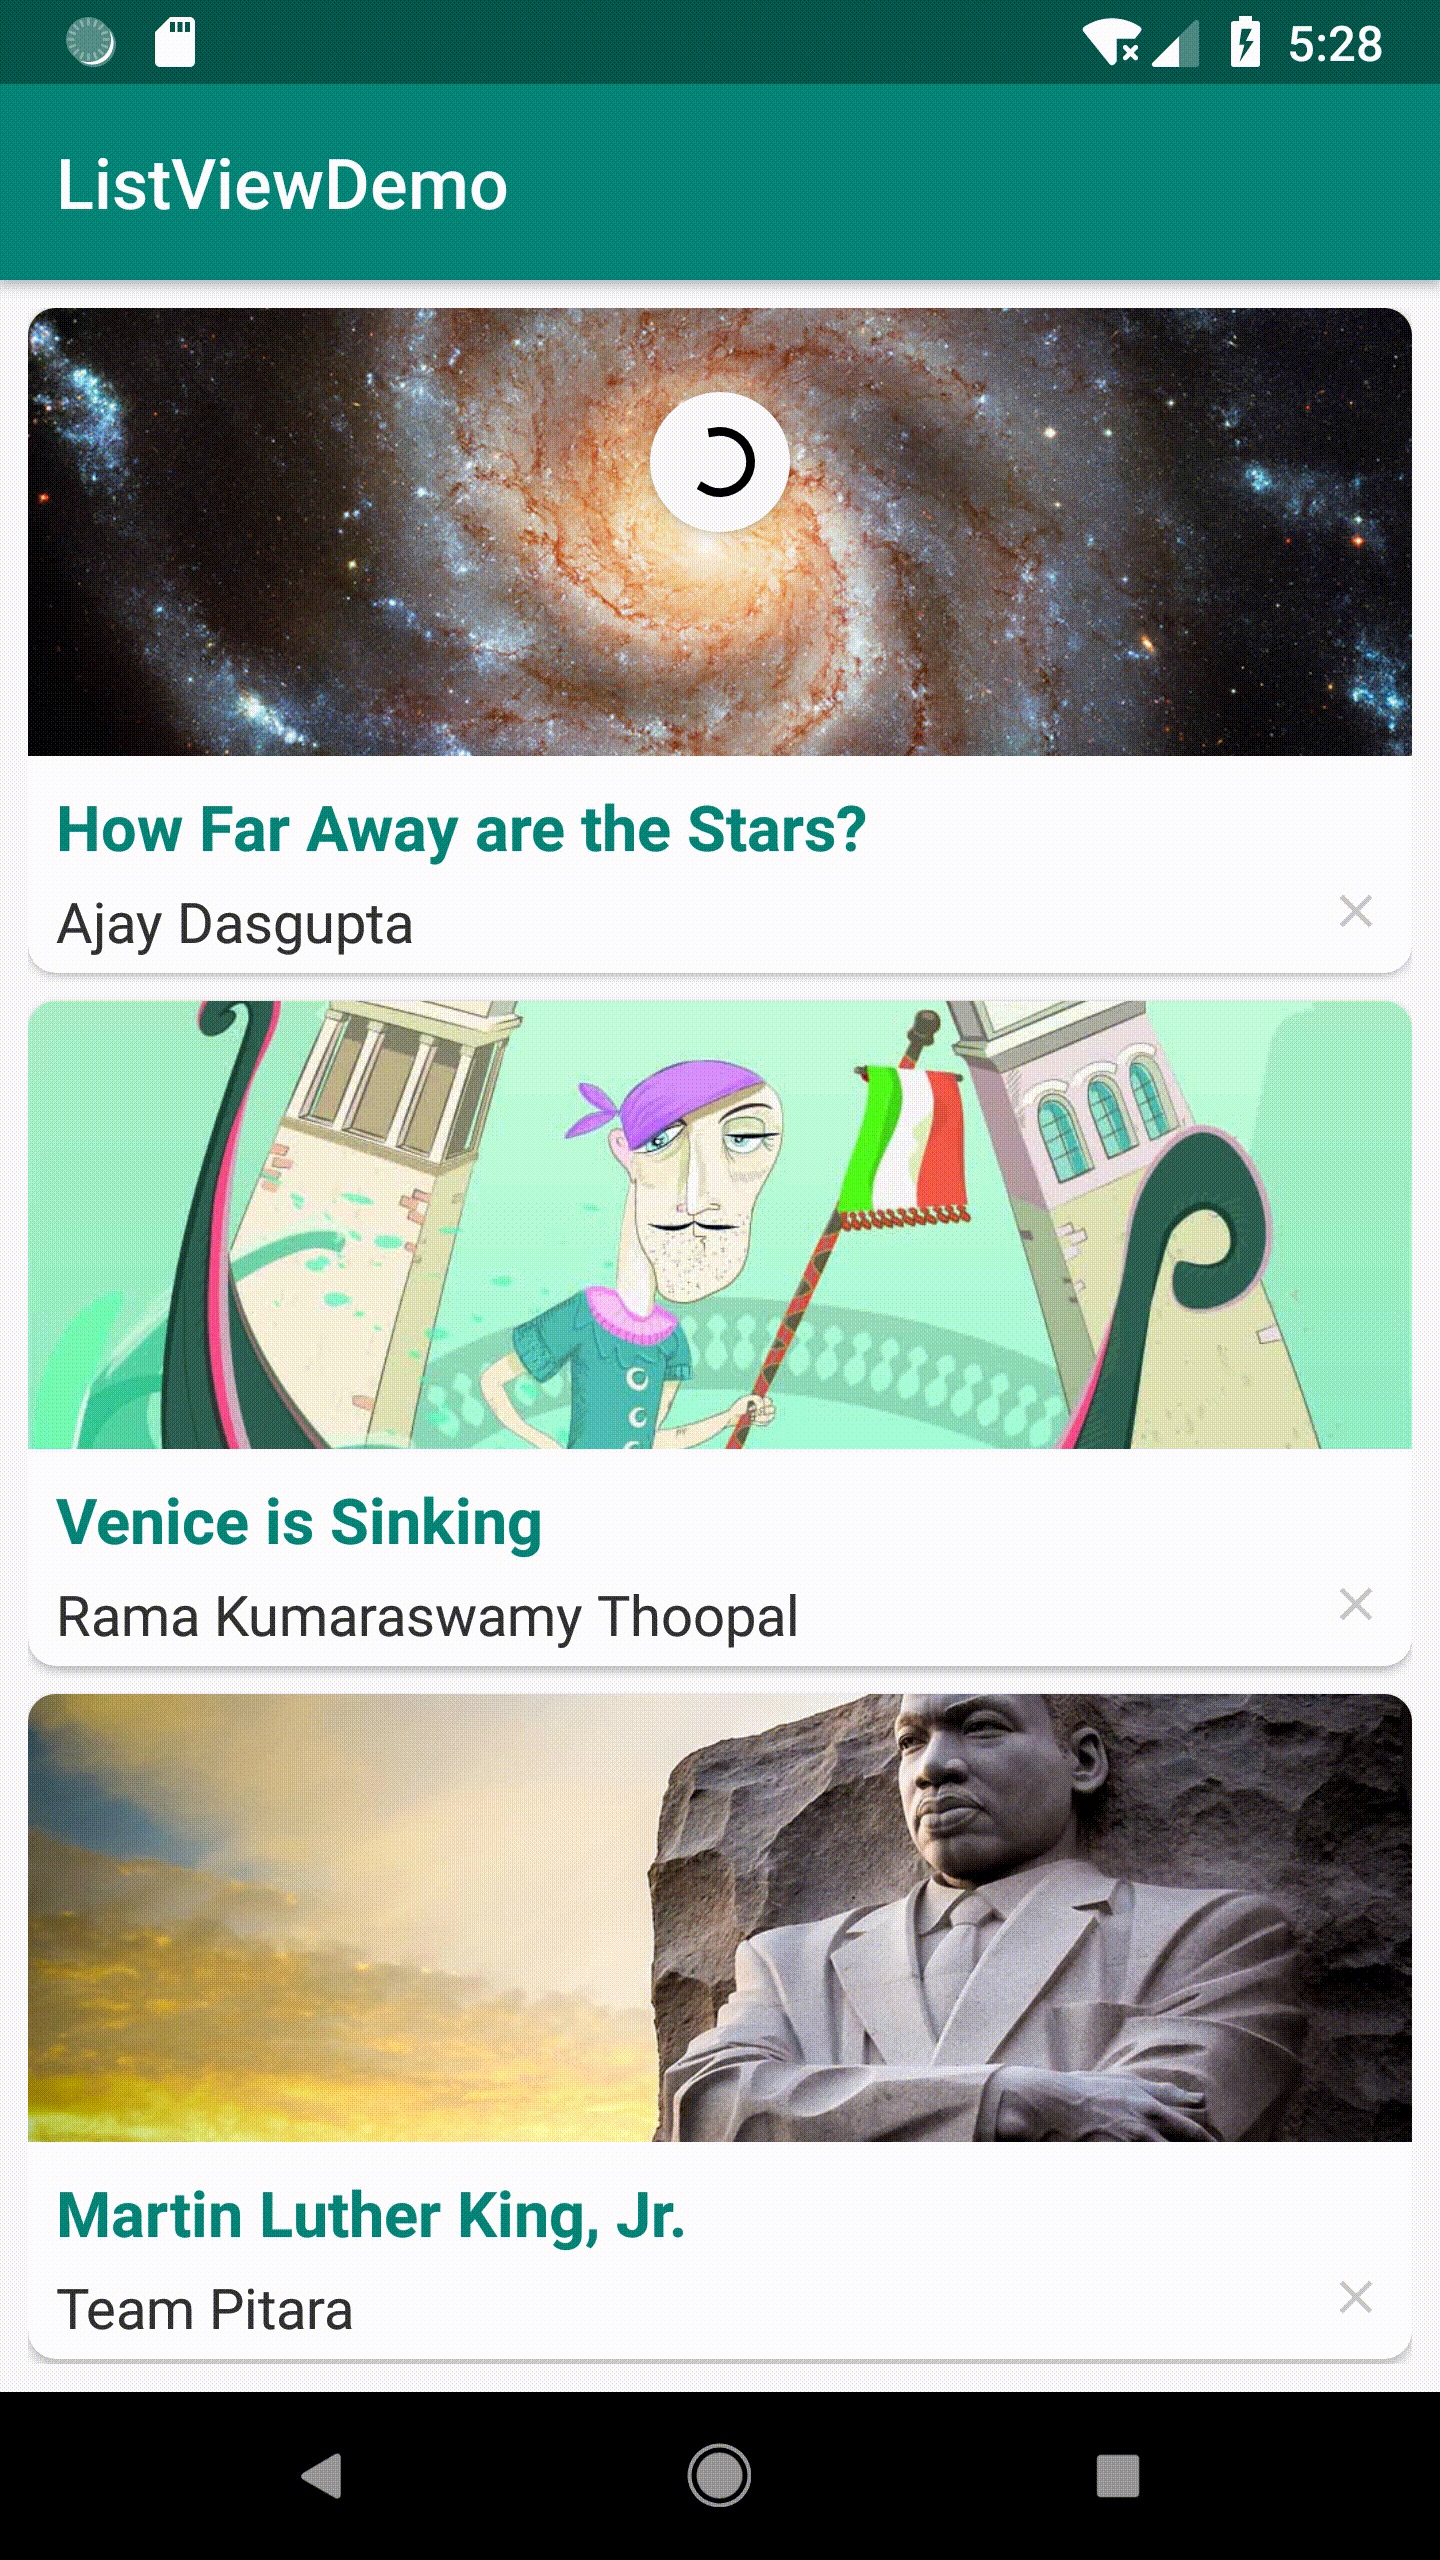 5:28
ListViewDemo
How Far Away are the Stars?
Ajay Dasgupta
Venice is Sinking
Rama Kumaraswamy Thoopal
Martin Luther King, Jr.
Team Pitara